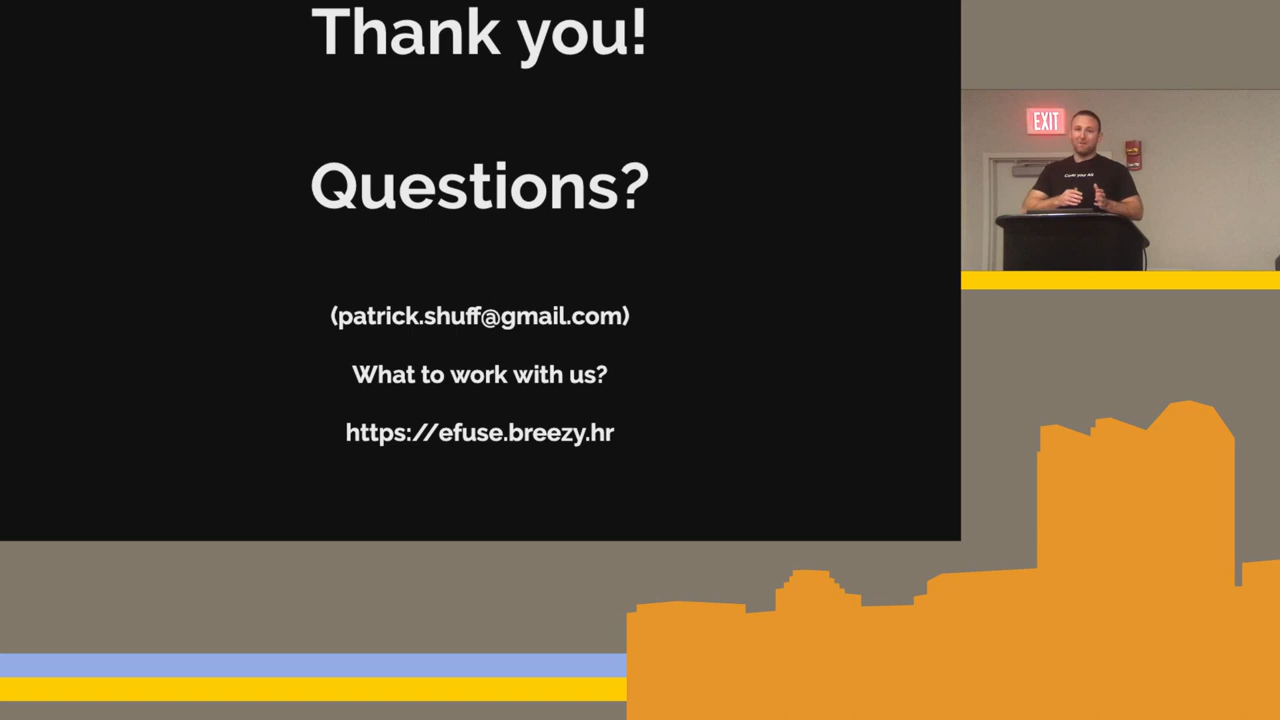 Thank you!
Questions?
(patrick.shuff@gmail.com)
What to work with us?
https://efuse.breezy.hr
EXIT